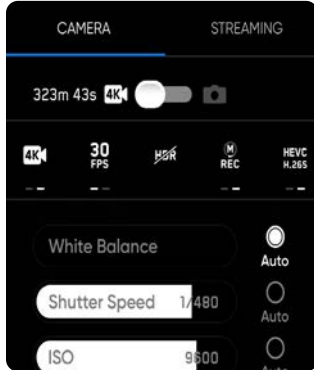 CAMERA STREAMING
323m 43s 4K
4K 30 FPS HDR M REC HEVC H.265
White Balance Auto
Shutter Speed 1/480 Auto
ISO 9600 Auto